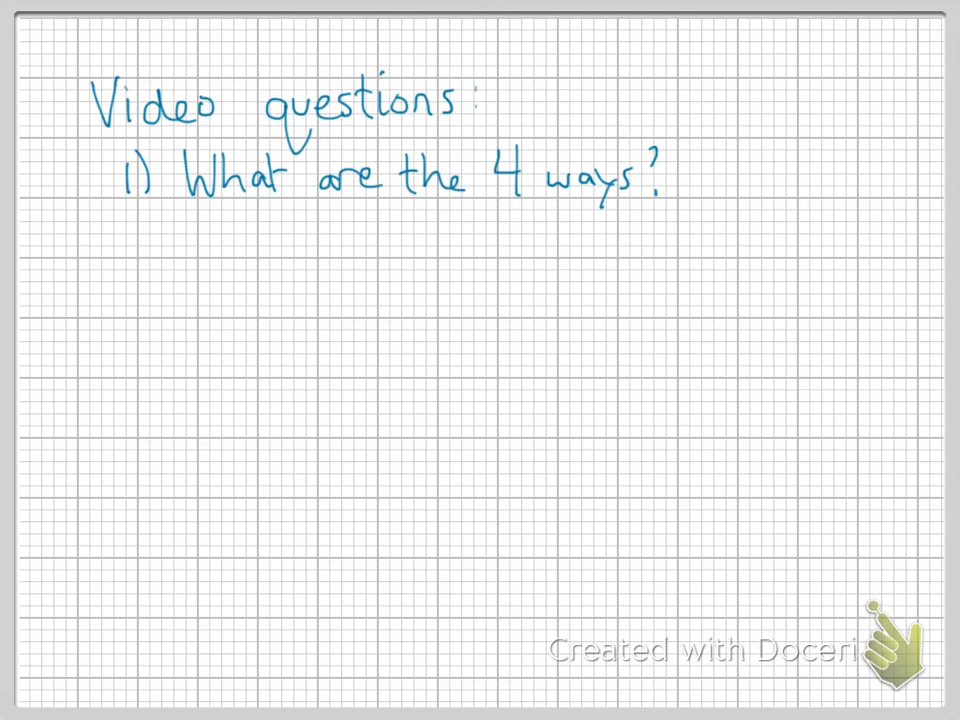 Video questions:
1) What are the 4 ways?
Created with Doceri